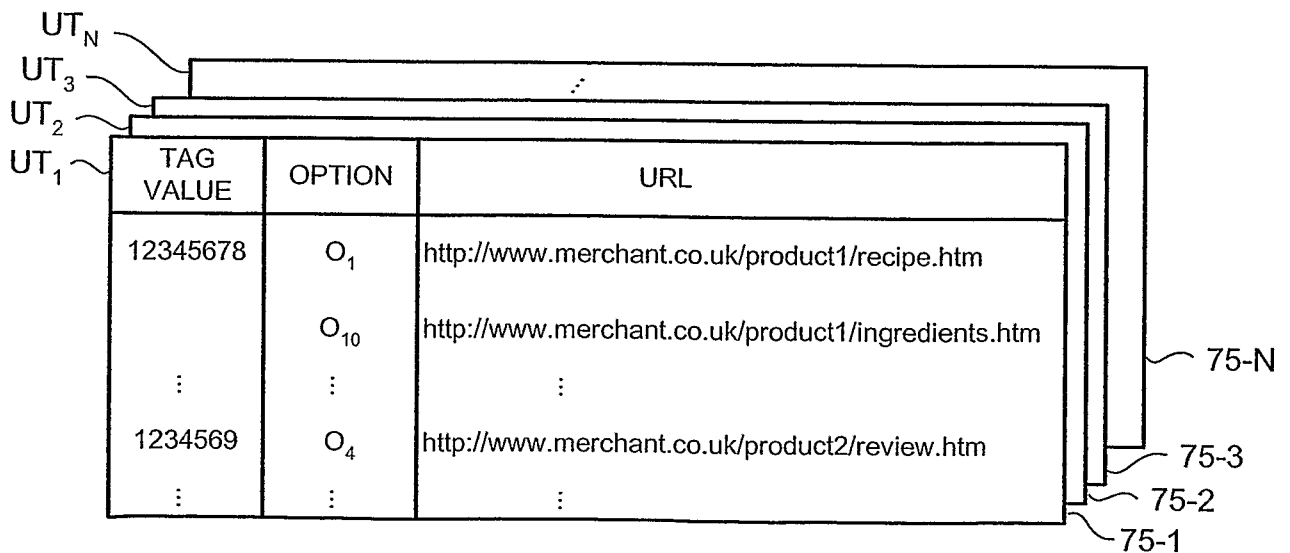 UT_N
UT_3
UT_2
UT_1
TAG VALUE OPTION URL
12345678 O_1 http://www.merchant.co.uk/product1/recipe.htm
O_10 http://www.merchant.co.uk/product1/ingredients.htm
⋮ ⋮ ⋮
1234569 O_4 http://www.merchant.co.uk/product2/review.htm
⋮ ⋮ ⋮
75-N
75-3
75-2
75-1